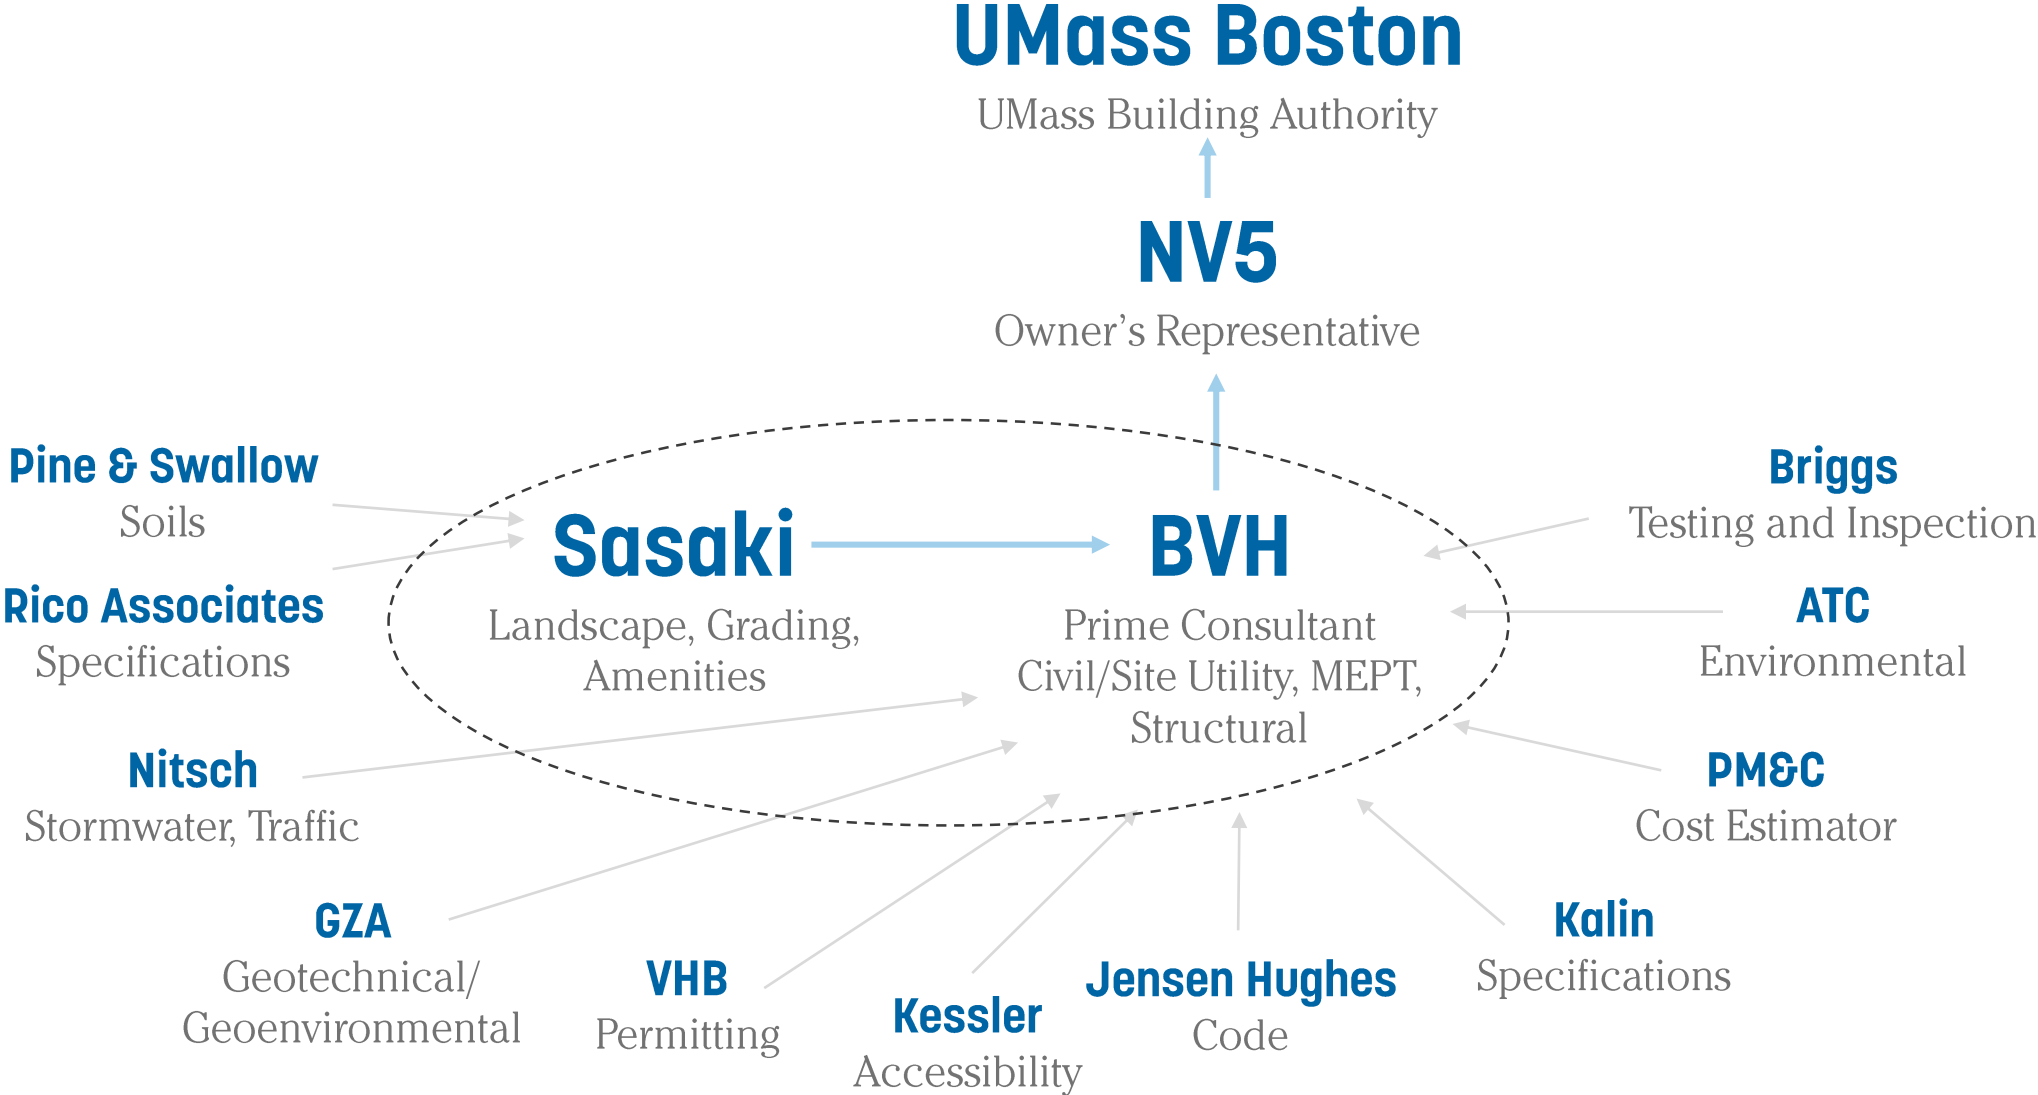 UMass Boston
UMass Building Authority
NV5
Owner’s Representative
Pine & Swallow
Soils
Rico Associates
Specifications
Sasaki
Landscape, Grading,
Amenities
BVH
Prime Consultant
Civil/Site Utility, MEPT,
Structural
Briggs
Testing and Inspection
ATC
Environmental
Nitsch
Stormwater, Traffic
PM&C
Cost Estimator
GZA
Geotechnical/
Geoenvironmental
VHB
Permitting
Kessler
Accessibility
Jensen Hughes
Code
Kalin
Specifications